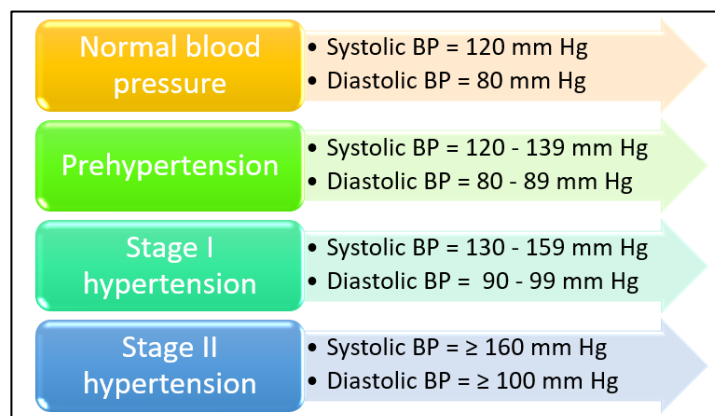 Normal blood
pressure
• Systolic BP = 120 mm Hg
• Diastolic BP = 80 mm Hg
Prehypertension
• Systolic BP = 120 - 139 mm Hg
• Diastolic BP = 80 - 89 mm Hg
Stage I
hypertension
• Systolic BP = 130 - 159 mm Hg
• Diastolic BP =  90 - 99 mm Hg
Stage II
hypertension
• Systolic BP = ≥ 160 mm Hg
• Diastolic BP = ≥ 100 mm Hg